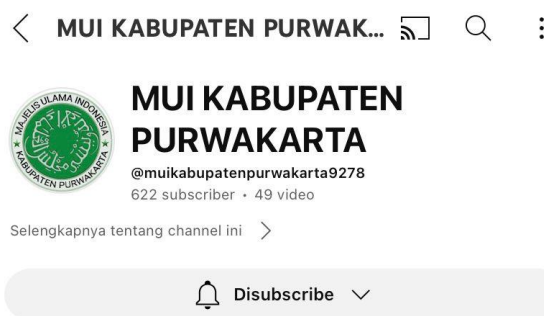 MUI KABUPATEN PURWAK...
MAJELIS ULAMA INDONESIA
KABUPATEN PURWAKARTA
MUI KABUPATEN
PURWAKARTA
@muikabupatenpurwakarta9278
622 subscriber • 49 video
Selengkapnya tentang channel ini
Disubscribe